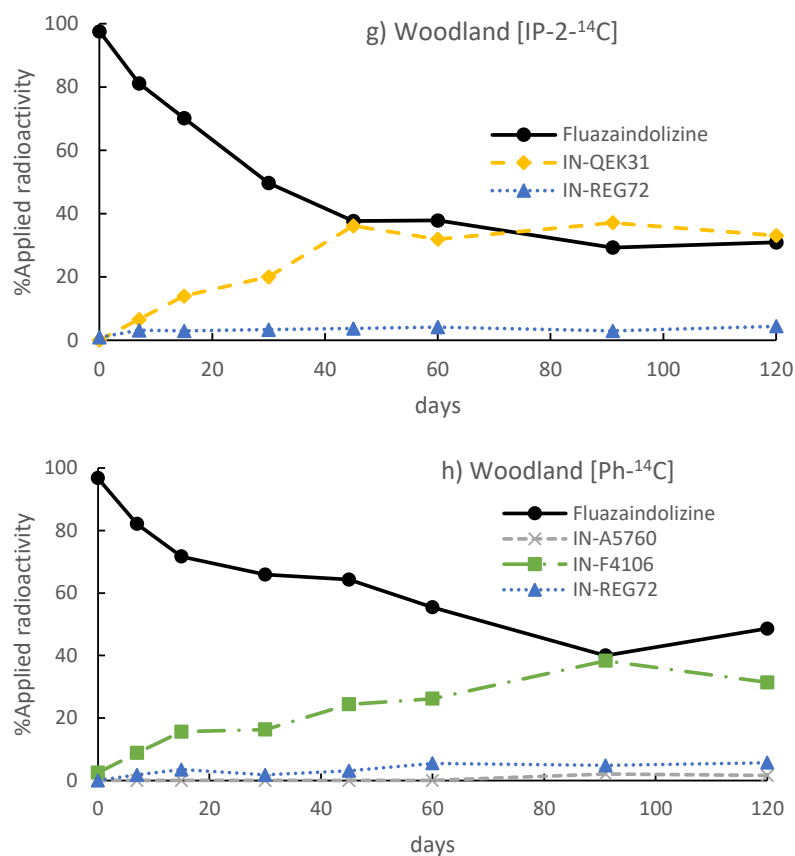 g) Woodland [IP-2-¹⁴C]
100
80
60
40
20
0
%Applied radioactivity
Fluazaindolizine
IN-QEK31
IN-REG72
0 20 40 60 80 100 120
days
h) Woodland [Ph-¹⁴C]
100
80
60
40
20
0
%Applied radioactivity
Fluazaindolizine
IN-A5760
IN-F4106
IN-REG72
0 20 40 60 80 100 120
days